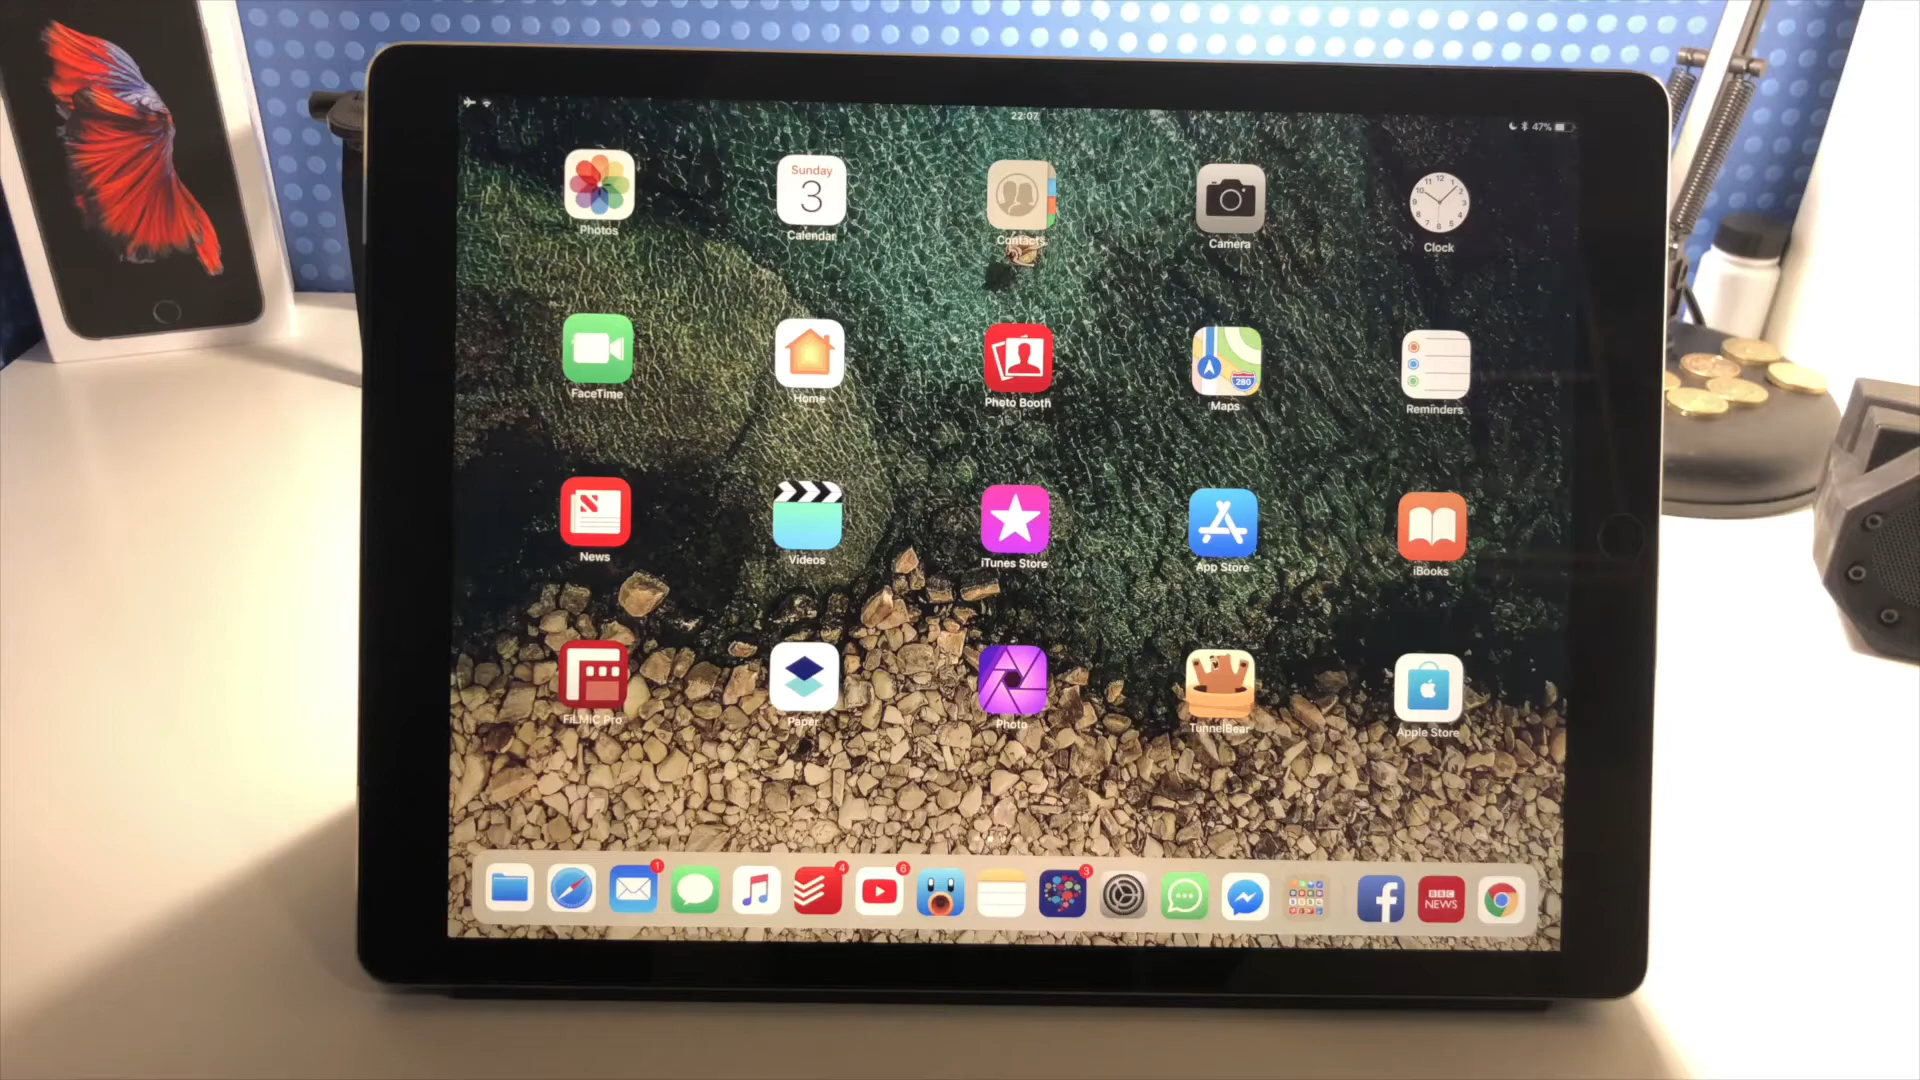 22:02
47%
Sunday
3
Photos
Calendar
Contacts
Camera
Clock
FaceTime
Home
Photo Booth
280
Maps
Reminders
News
Videos
iTunes Store
App Store
iBooks
FiLMiC Pro
Paper
Photo
TunnelBear
Apple Store
1
4
6
3
BBC
NEWS